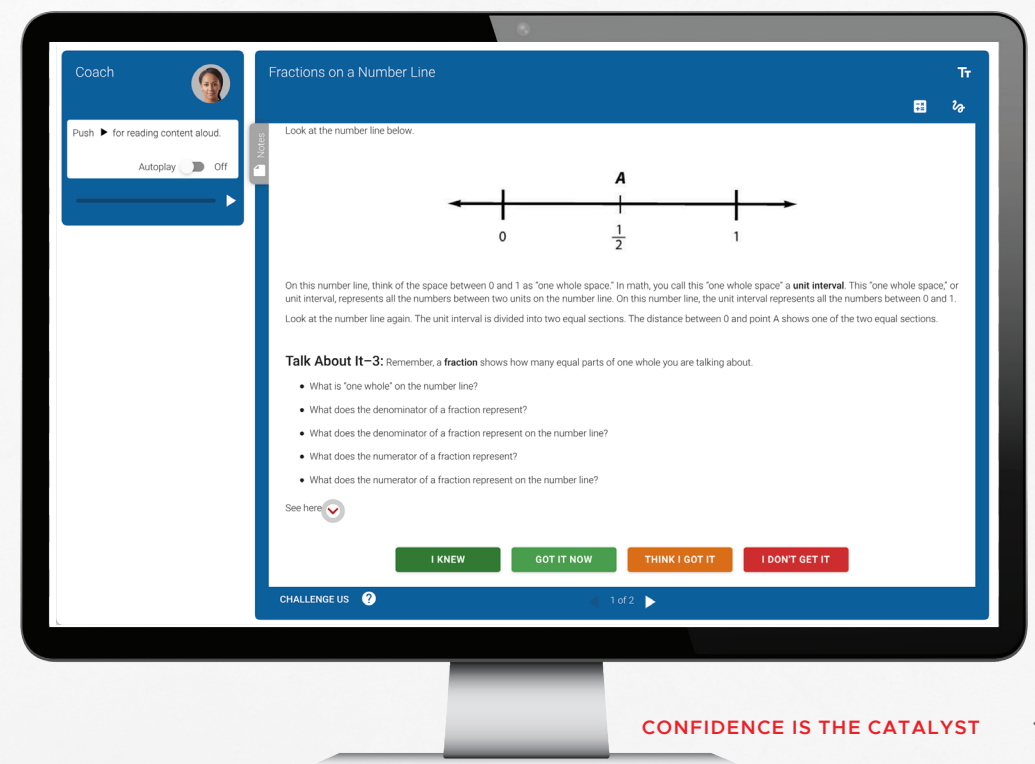 Coach
Push ▶ for reading content aloud.
Autoplay Off
Notes
Fractions on a Number Line
TT
Look at the number line below.
A
0 1/2 1
On this number line, think of the space between 0 and 1 as "one whole space." In math, you call this "one whole space" a unit interval. This "one whole space," or
unit interval, represents all the numbers between two units on the number line. On this number line, the unit interval represents all the numbers between 0 and 1.
Look at the number line again. The unit interval is divided into two equal sections. The distance between 0 and point A shows one of the two equal sections.
Talk About It–3: Remember, a fraction shows how many equal parts of one whole you are talking about.
• What is "one whole" on the number line?
• What does the denominator of a fraction represent?
• What does the denominator of a fraction represent on the number line?
• What does the numerator of a fraction represent?
• What does the numerator of a fraction represent on the number line?
See here
I KNEW GOT IT NOW THINK I GOT IT I DON'T GET IT
CHALLENGE US ? 1 of 2
CONFIDENCE IS THE CATALYST